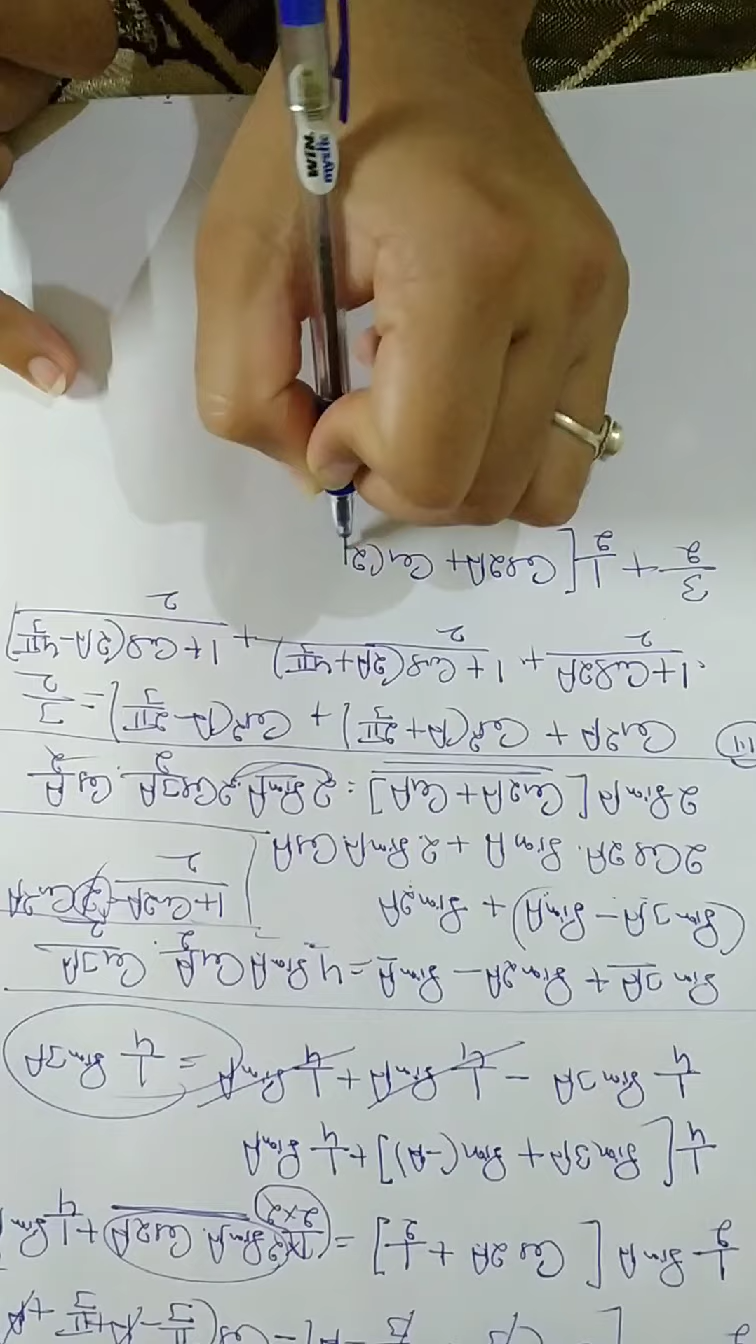 1/2 Sin A [Cos 2A + 1/2] = (1×2 Sin A. Cos 2A)/(2×2) + 1/4 Sin
1/4 [Sin(3A) + Sin(-A)] + 1/4 Sin A
1/4 Sin 3A - 1/4 Sin A + 1/4 Sin A = 1/4 Sin 3A
Sin 3A + Sin 2A - Sin A = 4 Sin A Cos A/2 . Cos 3A/2
(Sin 3A - Sin A) + Sin 2A
2 Cos 2A. Sin A + 2 Sin A Cos A
2 Sin A [Cos 2A + Cos A] = 2 Sin A. 2 Cos 3A/2 . Cos A/2
(iii) Cos²A + Cos²(A + 2π/3) + Cos²(A - 2π/3) = 3/2
(1 + Cos 2A)/2 + (1 + Cos(2A + 4π/3))/2 + (1 + Cos(2A - 4π/3))/2
3/2 + 1/2 [Cos 2A + Cos(2
WIN
mystic